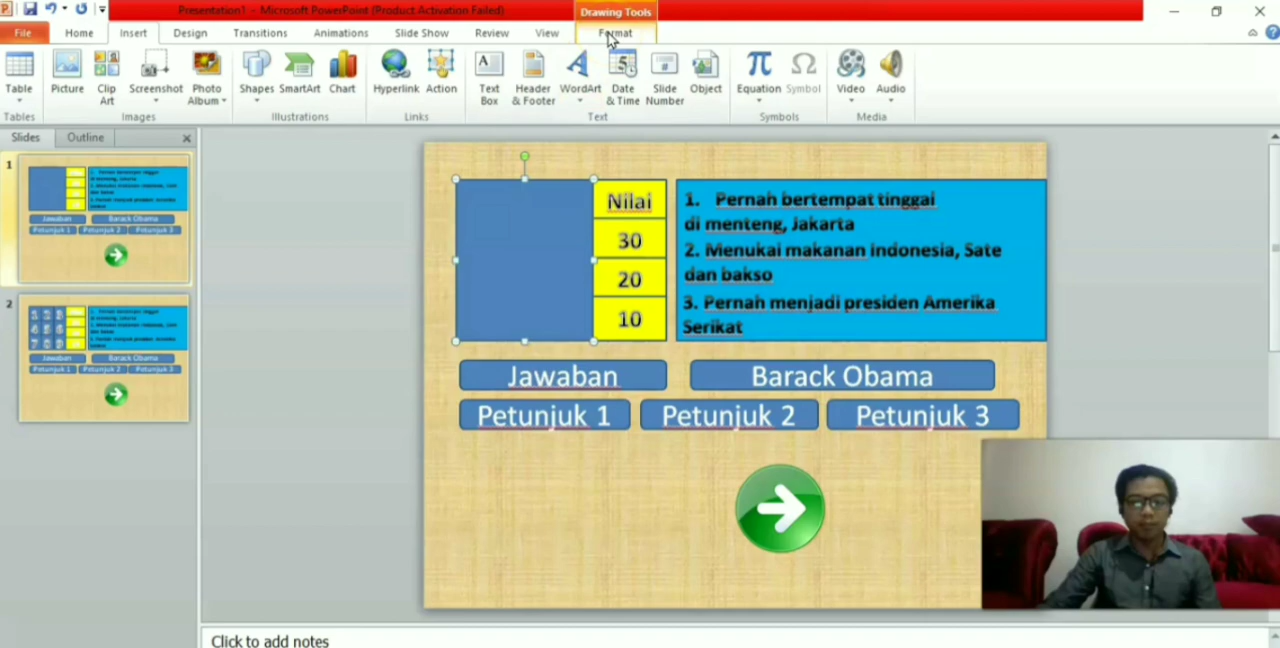 Presentation1 - Microsoft PowerPoint (Product Activation Failed)
Drawing Tools
File Home Insert Design Transitions Animations Slide Show Review View Format
Table Picture Clip Art Screenshot Photo Album Shapes SmartArt Chart Hyperlink Action Text Box Header & Footer WordArt Date & Time Slide Number Object Equation Symbol Video Audio
Tables Images Illustrations Links Text Symbols Media
Slides Outline
1
2
Nilai
30
20
10
1. Pernah bertempat tinggai
di menteng, Jakarta
2. Menukai makanan Indonesia, Sate
dan bakso
3. Pernah menjadi presiden Amerika
Serikat
Jawaban Barack Obama
Petunjuk 1 Petunjuk 2 Petunjuk 3
Click to add notes